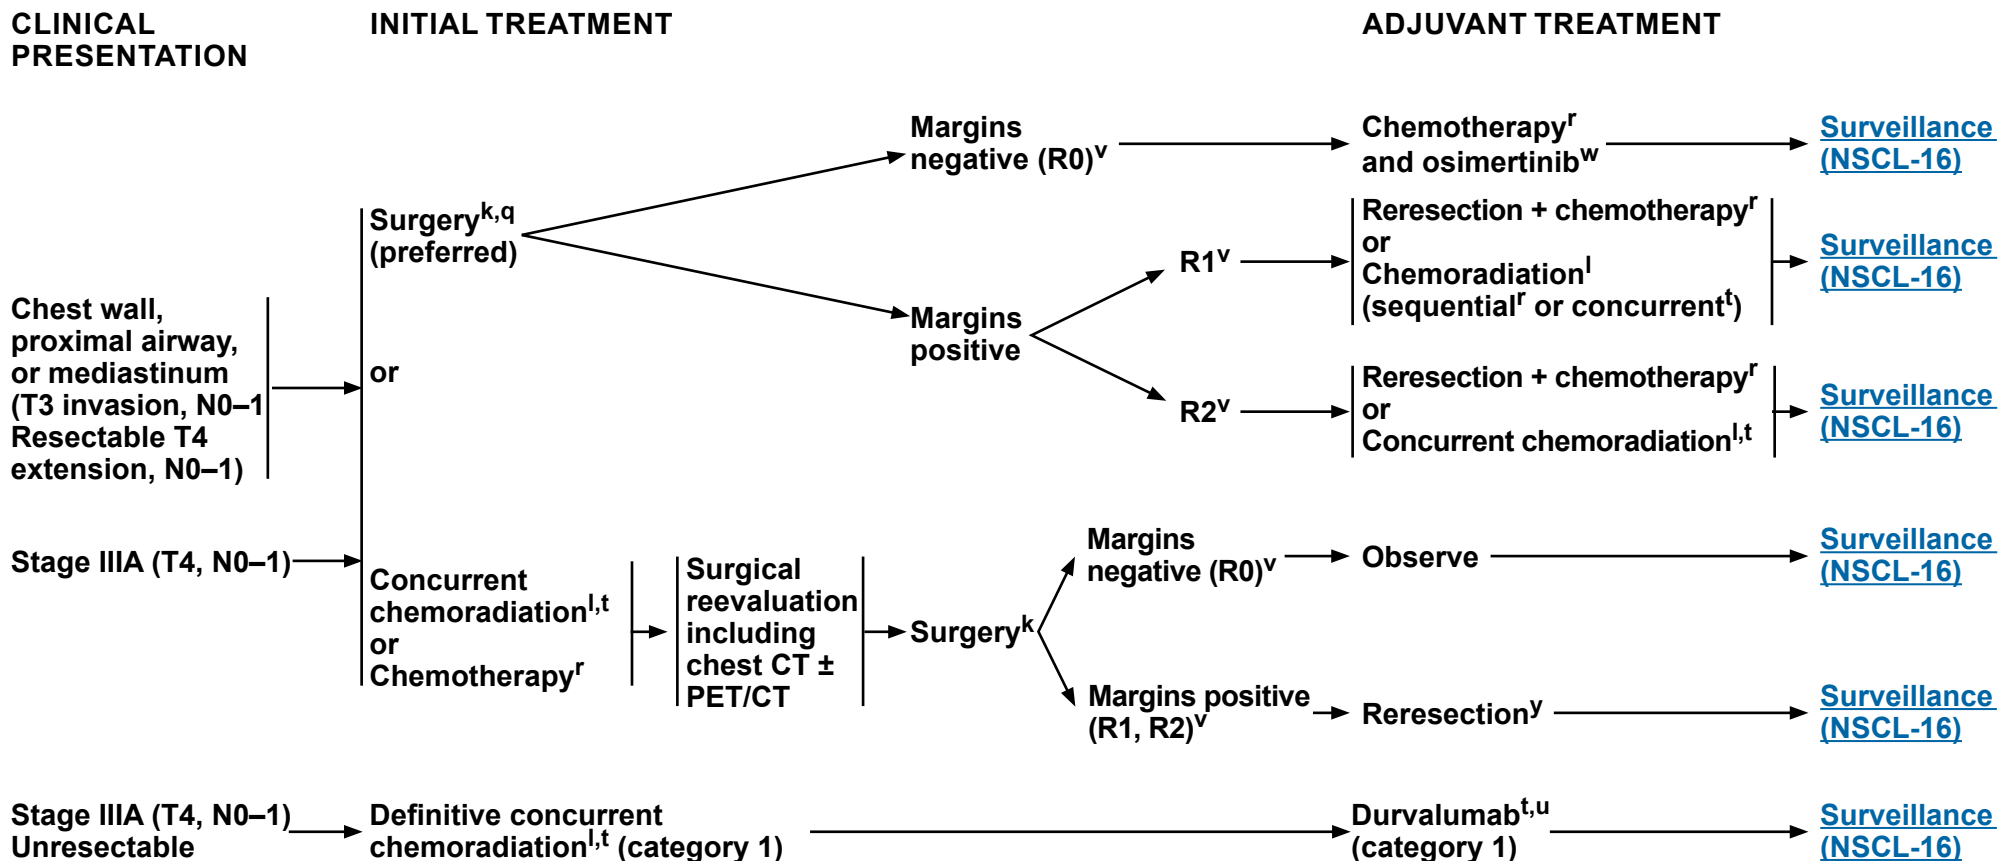 CLINICAL
PRESENTATION
INITIAL TREATMENT
ADJUVANT TREATMENT
Chest wall,
proximal airway,
or mediastinum
(T3 invasion, N0–1
Resectable T4
extension, N0–1)
Stage IIIA (T4, N0–1)
Surgeryk,q
(preferred)
or
Concurrent
chemoradiationl,t
or
Chemotherapyr
Margins
negative (R0)v
Chemotherapyr
and osimertinibw
Surveillance
(NSCL-16)
Margins
positive
R1v
Reresection + chemotherapyr
or
Chemoradiationl
(sequentialr or concurrentt)
Surveillance
(NSCL-16)
R2v
Reresection + chemotherapyr
or
Concurrent chemoradiationl,t
Surveillance
(NSCL-16)
Surgical
reevaluation
including
chest CT ±
PET/CT
Surgeryk
Margins
negative (R0)v
Observe
Surveillance
(NSCL-16)
Margins positive
(R1, R2)v
Reresectiony
Surveillance
(NSCL-16)
Stage IIIA (T4, N0–1)
Unresectable
Definitive concurrent
chemoradiationl,t (category 1)
Durvalumabt,u
(category 1)
Surveillance
(NSCL-16)